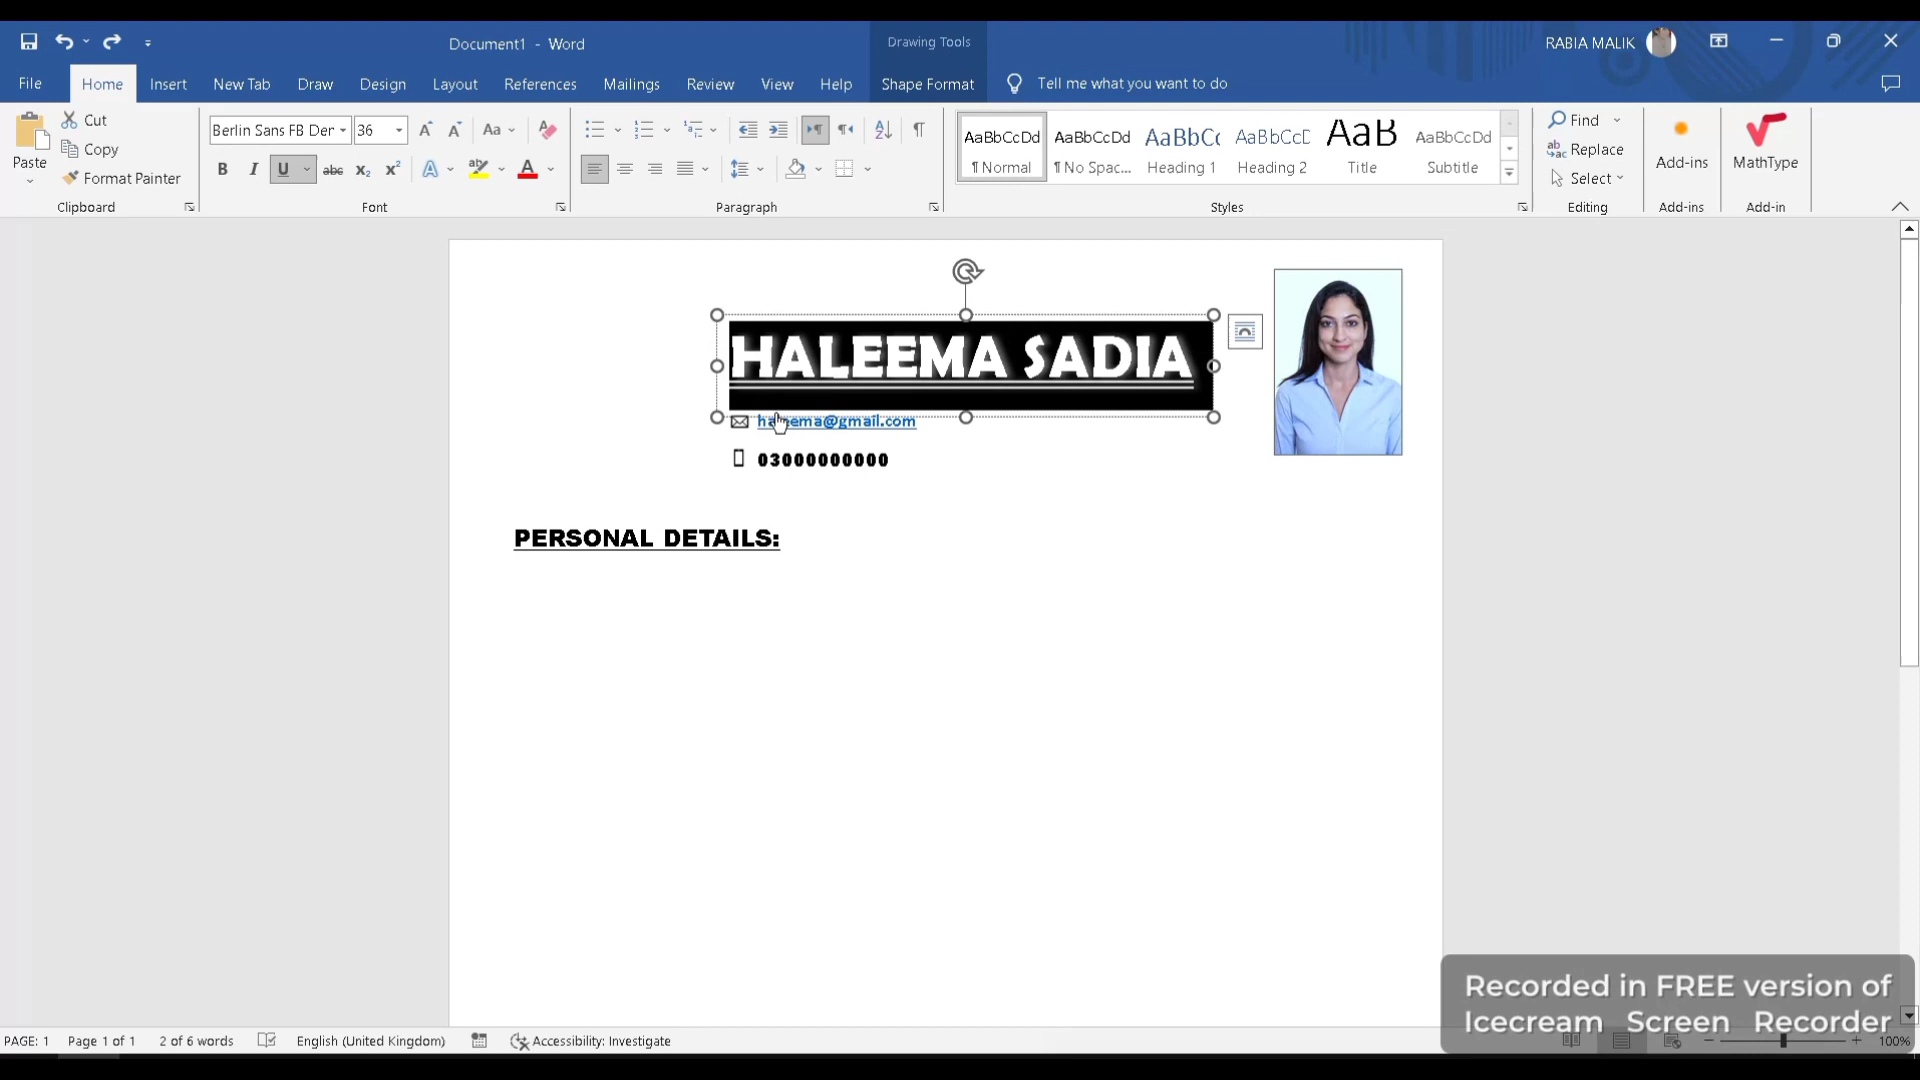 Document1 - Word
Drawing Tools
RABIA MALIK
File
Home
Insert
New Tab
Draw
Design
Layout
References
Mailings
Review
View
Help
Shape Format
Tell me what you want to do
Paste
Cut
Copy
Format Painter
Clipboard
Berlin Sans FB Der
36
Aa
Font
Paragraph
AaBbCcDd
¶ Normal
AaBbCcDd
¶ No Spac...
AaBbCc
Heading 1
AaBbCcD
Heading 2
AaB
Title
AaBbCcDd
Subtitle
Styles
Find
Replace
Select
Editing
Add-ins
Add-ins
MathType
Add-in
HALEEMA SADIA
haleema@gmail.com
03000000000
PERSONAL DETAILS:
Recorded in FREE version of
Icecream Screen Recorder
PAGE: 1
Page 1 of 1
2 of 6 words
English (United Kingdom)
Accessibility: Investigate
100%